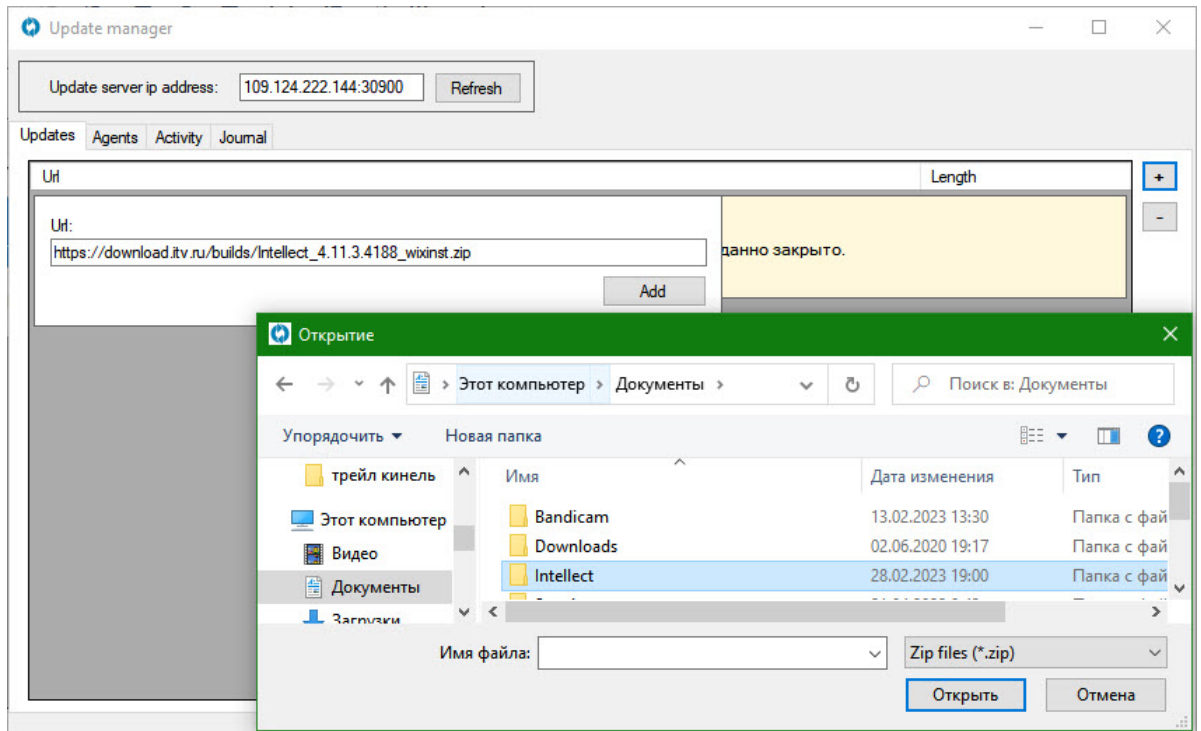 Update manager
Update server ip address: 109.124.222.144:30900 Refresh
Updates Agents Activity Journal
Url Length
+
-
Url:
https://download.itv.ru/builds/Intellect_4.11.3.4188_wixinst.zip
данно закрыто.
Add
Открытие
Этот компьютер > Документы >
Поиск в: Документы
Упорядочить Новая папка
?
трейл кинель
Этот компьютер
Видео
Документы
Загрузки
Имя Дата изменения Тип
Bandicam 13.02.2023 13:30 Папка с фай
Downloads 02.06.2020 19:17 Папка с фай
Intellect 28.02.2023 19:00 Папка с фай
Имя файла: Zip files (*.zip)
Открыть Отмена